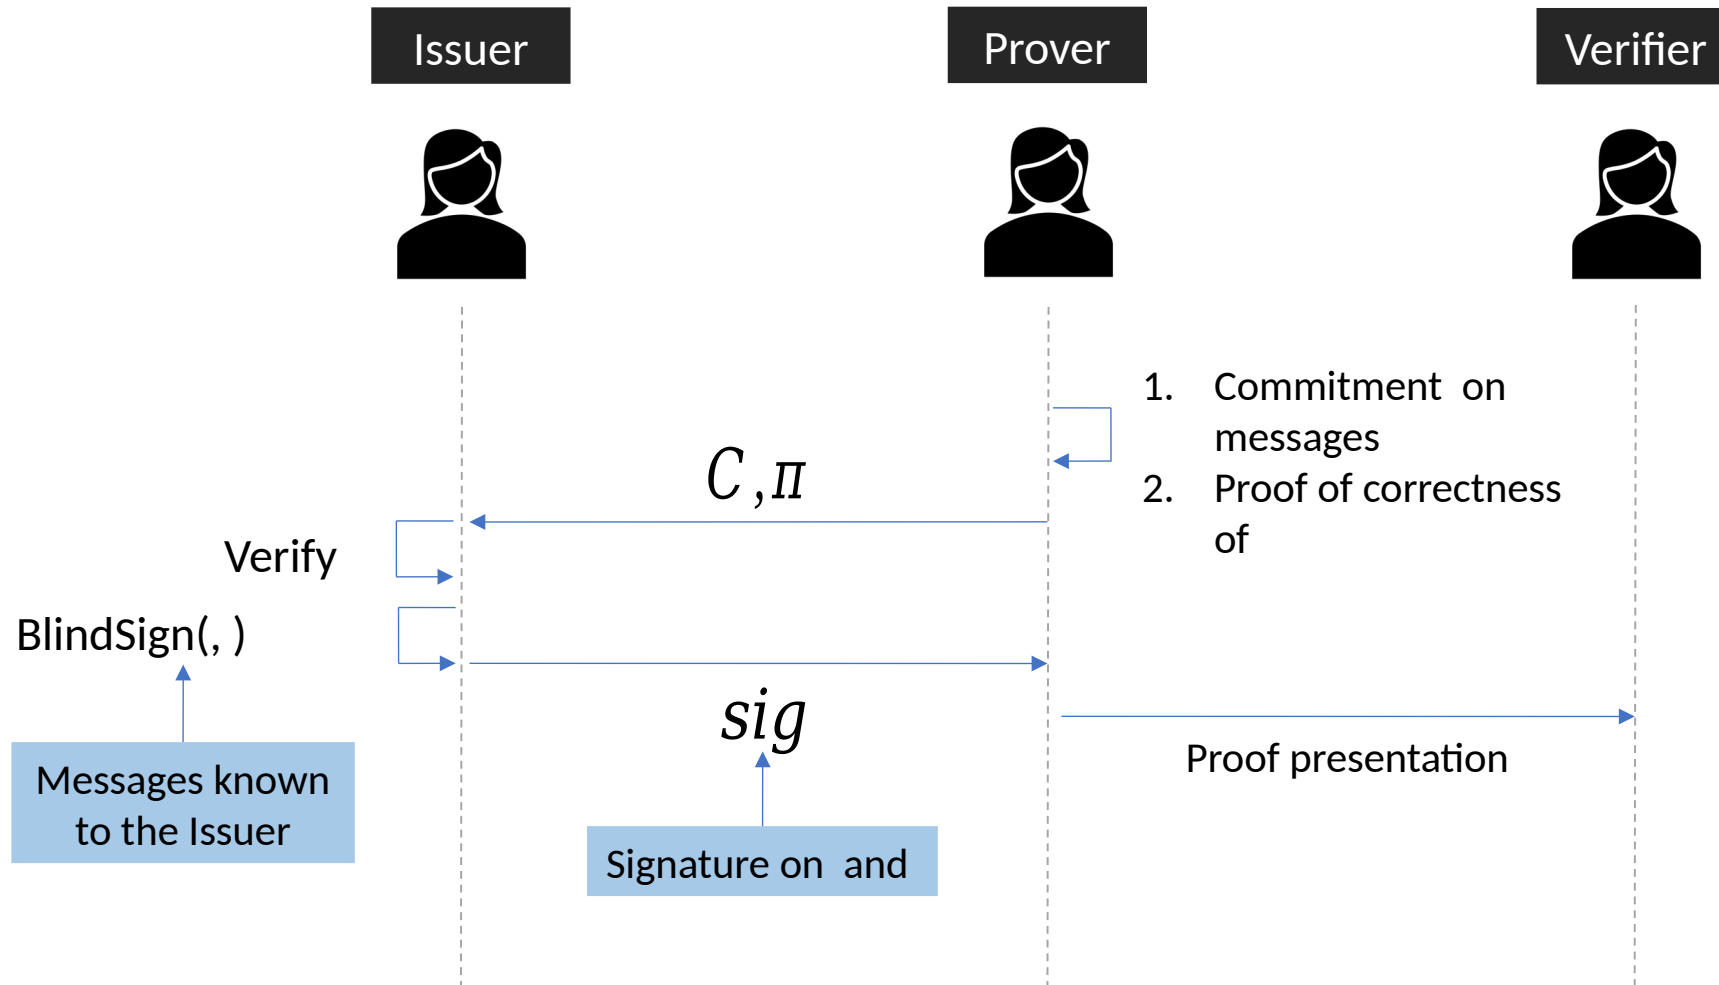 Issuer
Prover
Verifier
1. Commitment on
messages
2. Proof of correctness
of
C ,π
Verify
BlindSign(, )
sig
Proof presentation
Messages known
to the Issuer
Signature on and